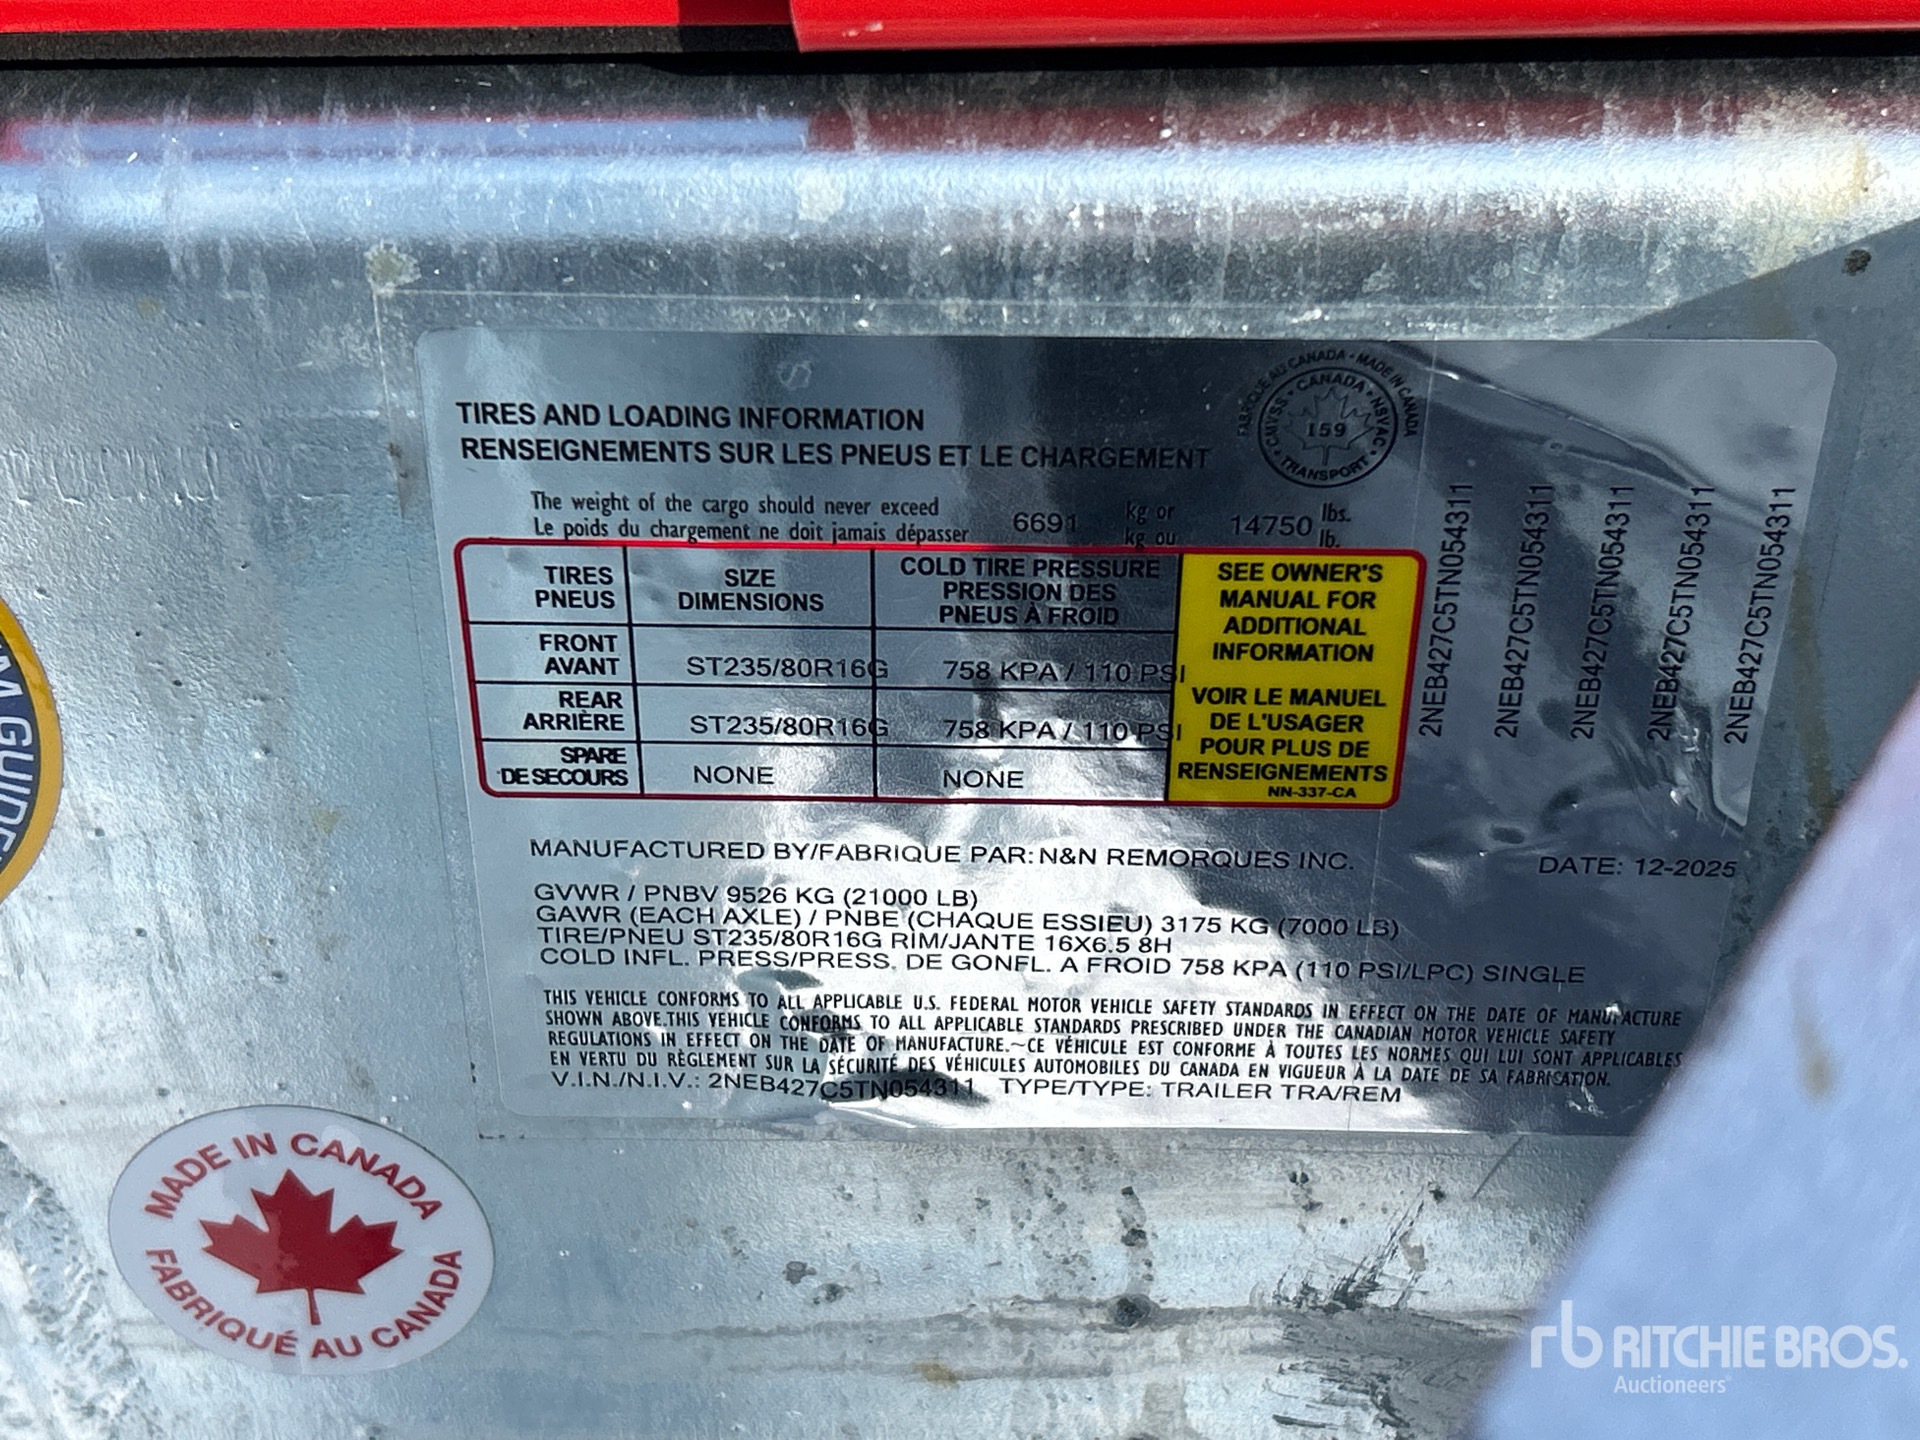 TIRES AND LOADING INFORMATION
RENSEIGNEMENTS SUR LES PNEUS ET LE CHARGEMENT
FABRIQUÉ AU CANADA - MADE IN CANADA
CANADA
NSVAC
CMVSS
159
TRANSPORT
The weight of the cargo should never exceed
Le poids du chargement ne doit jamais dépasser
6691
kg or
kg ou
14750
lbs.
lb.
TIRES
PNEUS
SIZE
DIMENSIONS
COLD TIRE PRESSURE
PRESSION DES
PNEUS À FROID
FRONT
AVANT
ST235/80R16G
758 KPA / 110 PSI
REAR
ARRIÈRE
ST235/80R16G
758 KPA / 110 PSI
SPARE
DE SECOURS
NONE
NONE
SEE OWNER'S
MANUAL FOR
ADDITIONAL
INFORMATION
VOIR LE MANUEL
DE L'USAGER
POUR PLUS DE
RENSEIGNEMENTS
NN-337-CA
2NEB427C5TN054311
2NEB427C5TN054311
2NEB427C5TN054311
2NEB427C5TN054311
2NEB427C5TN054311
MANUFACTURED BY/FABRIQUE PAR: N&N REMORQUES INC.
DATE: 12-2025
GVWR / PNBV 9526 KG (21000 LB)
GAWR (EACH AXLE) / PNBE (CHAQUE ESSIEU) 3175 KG (7000 LB)
TIRE/PNEU ST235/80R16G RIM/JANTE 16X6.5 8H
COLD INFL. PRESS/PRESS. DE GONFL. A FROID 758 KPA (110 PSI/LPC) SINGLE
THIS VEHICLE CONFORMS TO ALL APPLICABLE U.S. FEDERAL MOTOR VEHICLE SAFETY STANDARDS IN EFFECT ON THE DATE OF MANUFACTURE
SHOWN ABOVE.THIS VEHICLE CONFORMS TO ALL APPLICABLE STANDARDS PRESCRIBED UNDER THE CANADIAN MOTOR VEHICLE SAFETY
REGULATIONS IN EFFECT ON THE DATE OF MANUFACTURE.~CE VÉHICULE EST CONFORME À TOUTES LES NORMES QUI LUI SONT APPLICABLES
EN VERTU DU RÈGLEMENT SUR LA SÉCURITÉ DES VÉHICULES AUTOMOBILES DU CANADA EN VIGUEUR À LA DATE DE SA FABRICATION.
V.I.N./N.I.V.: 2NEB427C5TN054311 TYPE/TYPE: TRAILER TRA/REM
MADE IN CANADA
FABRIQUÉ AU CANADA
rb RITCHIE BROS.
Auctioneers